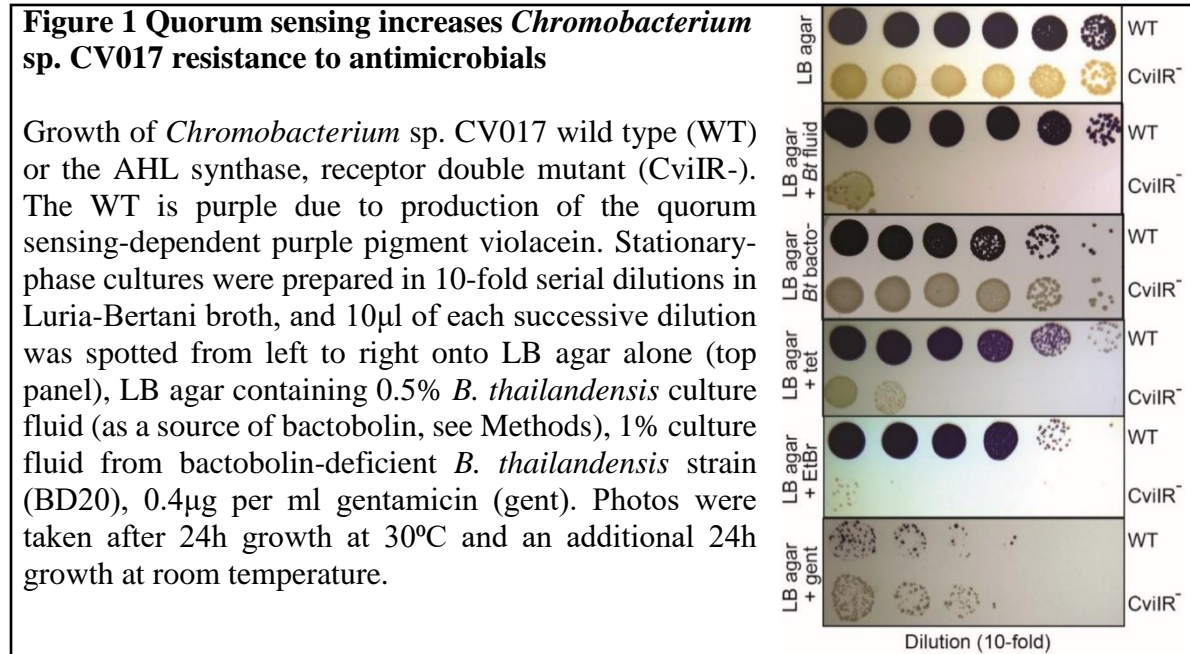 Figure 1 Quorum sensing increases Chromobacterium
sp. CV017 resistance to antimicrobials
Growth of Chromobacterium sp. CV017 wild type (WT)
or the AHL synthase, receptor double mutant (CviIR-).
The WT is purple due to production of the quorum
sensing-dependent purple pigment violacein. Stationary-
phase cultures were prepared in 10-fold serial dilutions in
Luria-Bertani broth, and 10μl of each successive dilution
was spotted from left to right onto LB agar alone (top
panel), LB agar containing 0.5% B. thailandensis culture
fluid (as a source of bactobolin, see Methods), 1% culture
fluid from bactobolin-deficient B. thailandensis strain
(BD20), 0.4μg per ml gentamicin (gent). Photos were
taken after 24h growth at 30ºC and an additional 24h
growth at room temperature.
LB agar
WT
CviIR-
LB agar
+ Bt fluid
WT
CviIR-
LB agar
Bt bacto-
WT
CviIR-
LB agar
+ tet
WT
CviIR-
LB agar
+ EtBr
WT
CviIR-
LB agar
+ gent
WT
CviIR-
Dilution (10-fold)